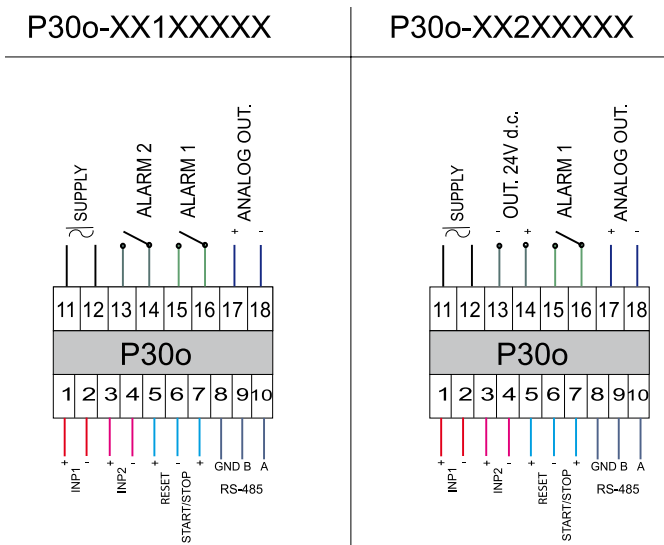 P30o-XX1XXXXX
SUPPLY
ALARM 2
ALARM 1
ANALOG OUT.
+ -
11 12 13 14 15 16 17 18
P30o
1 2 3 4 5 6 7 8 9 10
+ - + - + - + GND B A
INP1
INP2
RESET
START/STOP
RS-485
P30o-XX2XXXXX
SUPPLY
OUT. 24V d.c.
ALARM 1
ANALOG OUT.
- + + -
11 12 13 14 15 16 17 18
P30o
1 2 3 4 5 6 7 8 9 10
+ - + - + - + GND B A
INP1
INP2
RESET
START/STOP
RS-485